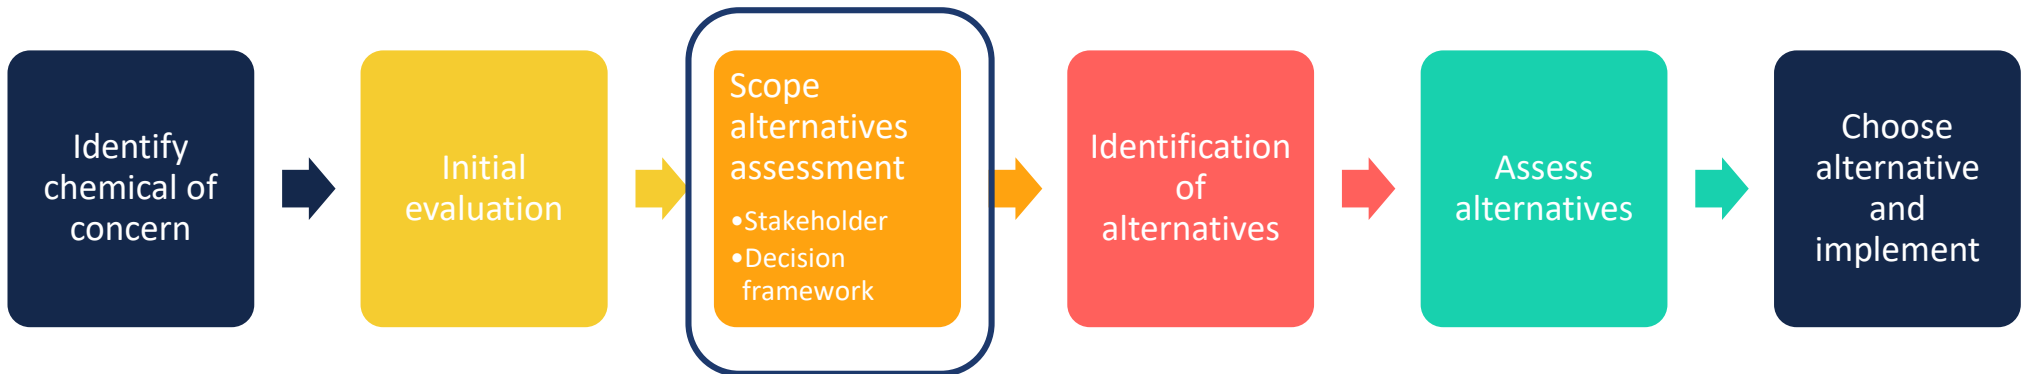 Identify
chemical of
concern
Initial
evaluation
Scope
alternatives
assessment
•Stakeholder
•Decision
framework
Identification
of
alternatives
Assess
alternatives
Choose
alternative
and
implement